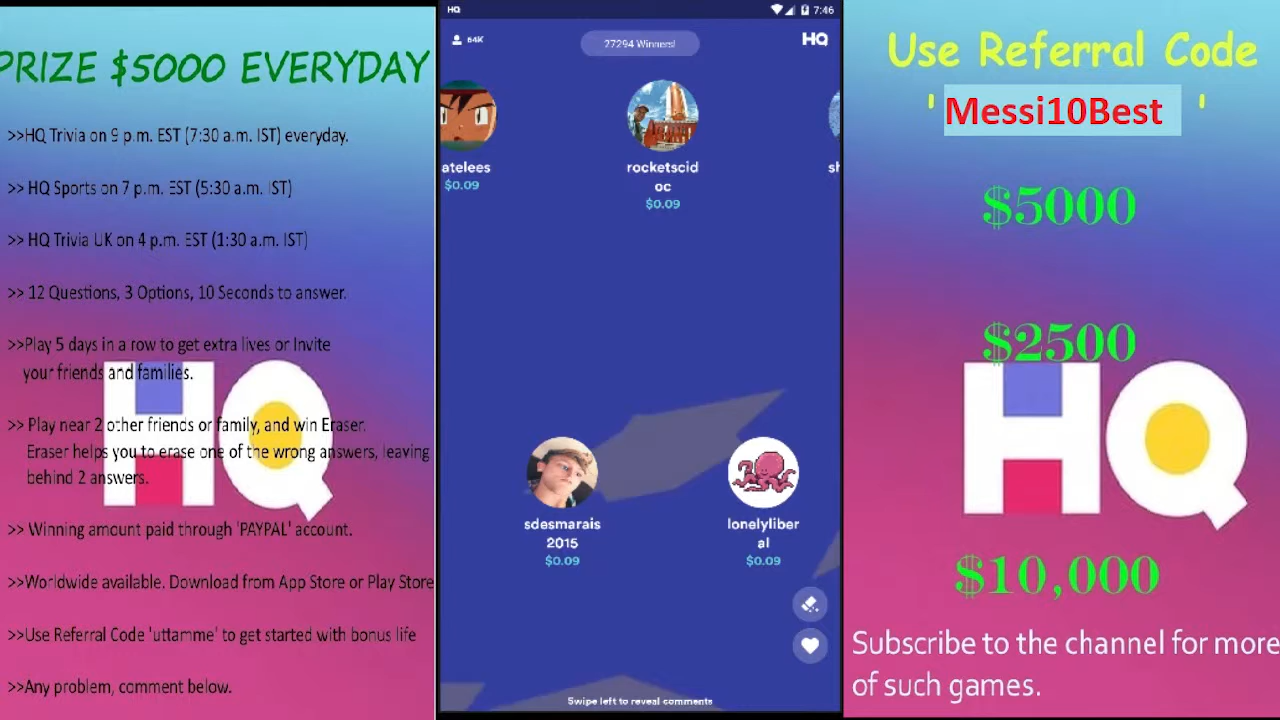 PRIZE $5000 EVERYDAY
>>HQ Trivia on 9 p.m. EST (7:30 a.m. IST) everyday.
>> HQ Sports on 7 p.m. EST (5:30 a.m. IST)
>> HQ Trivia UK on 4 p.m. EST (1:30 a.m. IST)
>> 12 Questions, 3 Options, 10 Seconds to answer.
>>Play 5 days in a row to get extra lives or Invite
your friends and families.
>> Play near 2 other friends or family, and win Eraser.
Eraser helps you to erase one of the wrong answers, leaving
behind 2 answers.
>> Winning amount paid through 'PAYPAL' account.
>>Worldwide available. Download from App Store or Play Store
>>Use Referral Code 'uttamme' to get started with bonus life
>>Any problem, comment below.
HQ
HQ
7:46
64K
27294 Winners!
HQ
atelees
$0.09
rocketscid
oc
$0.09
sh
sdesmarais
2015
$0.09
lonelyliber
al
$0.09
Swipe left to reveal comments
Use Referral Code
' Messi10Best '
$5000
$2500
HQ
$10,000
Subscribe to the channel for more
of such games.